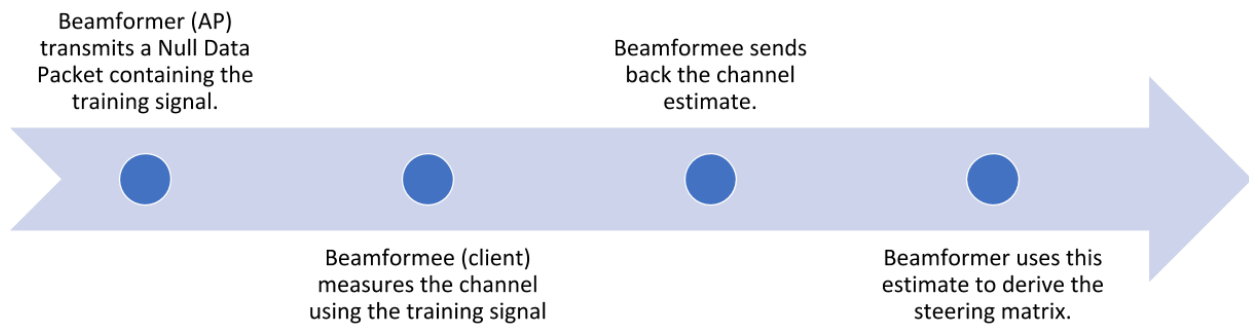 Beamformer (AP)
transmits a Null Data
Packet containing the
training signal.
Beamformee (client)
measures the channel
using the training signal
Beamformee sends
back the channel
estimate.
Beamformer uses this
estimate to derive the
steering matrix.